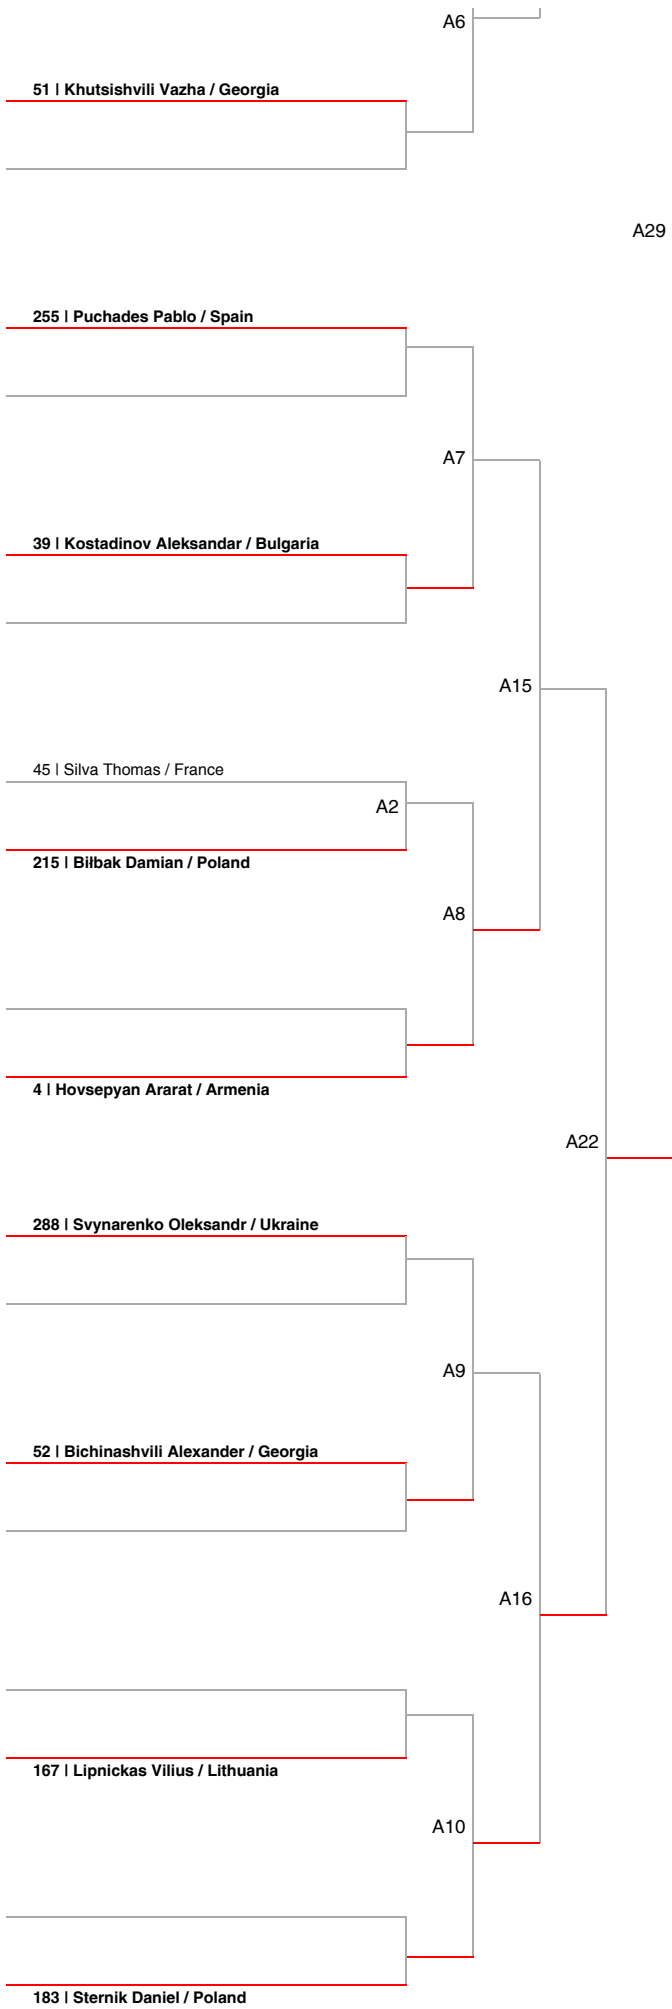 A6
51 | Khutsishvili Vazha / Georgia
A29
255 | Puchades Pablo / Spain
A7
39 | Kostadinov Aleksandar / Bulgaria
A15
45 | Silva Thomas / France
A2
215 | Biłbak Damian / Poland
A8
4 | Hovsepyan Ararat / Armenia
A22
288 | Svynarenko Oleksandr / Ukraine
A9
52 | Bichinashvili Alexander / Georgia
A16
167 | Lipnickas Vilius / Lithuania
A10
183 | Sternik Daniel / Poland